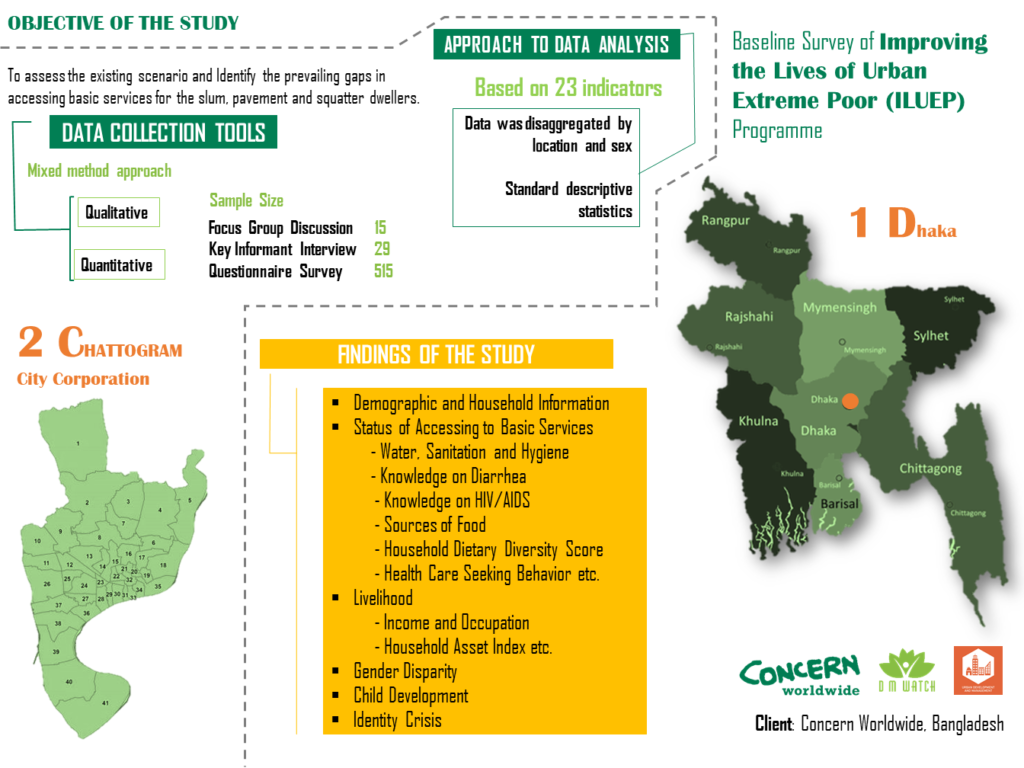 OBJECTIVE OF THE STUDY
To assess the existing scenario and Identify the prevailing gaps in
accessing basic services for the slum, pavement and squatter dwellers.
DATA COLLECTION TOOLS
Mixed method approach
Qualitative
Quantitative
Sample Size
Focus Group Discussion 15
Key Informant Interview 29
Questionnaire Survey 515
APPROACH TO DATA ANALYSIS
Based on 23 indicators
Data was disaggregated by
location and sex
Standard descriptive
statistics
Baseline Survey of Improving
the Lives of Urban
Extreme Poor (ILUEP)
Programme
1 Dhaka
Rangpur
Rangpur
Mymensingh
Mymensingh
Sylhet
Sylhet
Rajshahi
Rajshahi
Dhaka
Dhaka
Khulna
Khulna
Barisal
Barisal
Chittagong
Chittagong
2 CHATTOGRAM
City Corporation
1
2
3
4
5
9
8
7
6
10
11
12
13
14
15
16
17
18
26
25
24
23
22
21
20
19
32
37
27
28
29
30
31
34
35
36
38
39
40
41
FINDINGS OF THE STUDY
▪ Demographic and Household Information
▪ Status of Accessing to Basic Services
- Water, Sanitation and Hygiene
- Knowledge on Diarrhea
- Knowledge on HIV/AIDS
- Sources of Food
- Household Dietary Diversity Score
- Health Care Seeking Behavior etc.
▪ Livelihood
- Income and Occupation
- Household Asset Index etc.
▪ Gender Disparity
▪ Child Development
▪ Identity Crisis
CONCERN
worldwide
DM WATCH
Client: Concern Worldwide, Bangladesh